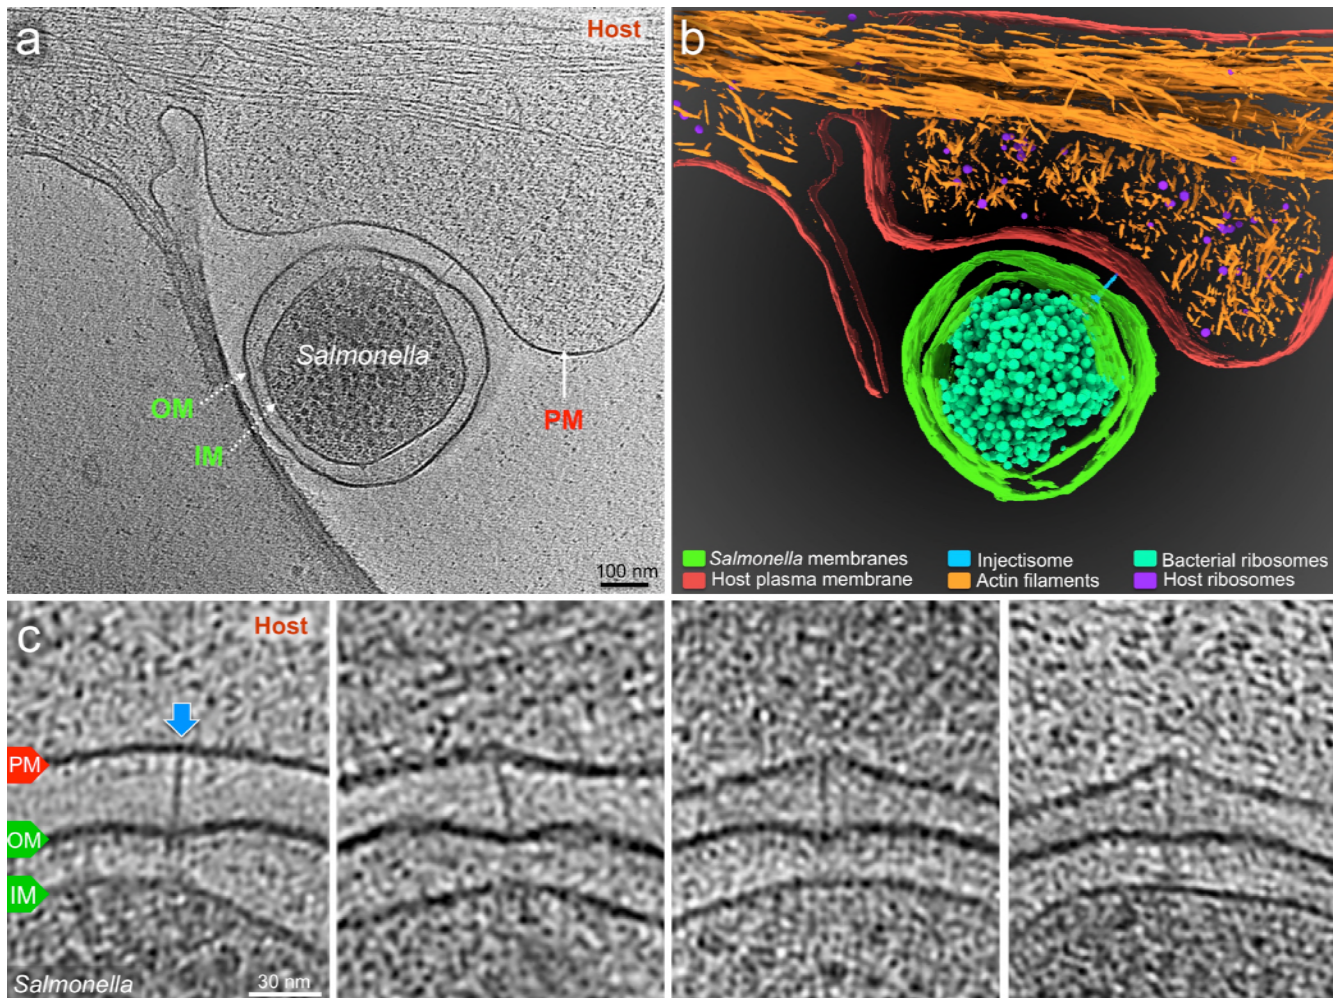 a
Host
Salmonella
OM
IM
PM
100 nm
b
Salmonella membranes
Injectisome
Bacterial ribosomes
Host plasma membrane
Actin filaments
Host ribosomes
c
Host
PM
OM
IM
Salmonella
30 nm